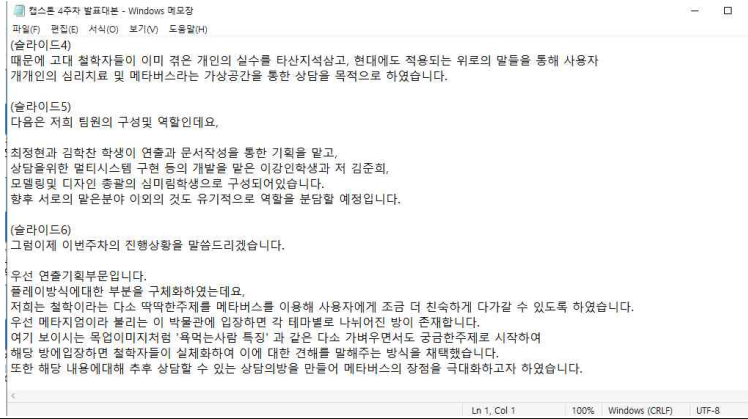 캡스톤 4주차 발표대본 - Windows 메모장
파일(F) 편집(E) 서식(O) 보기(V) 도움말(H)
(슬라이드4)
때문에 고대 철학자들이 이미 겪은 개인의 실수를 타산지석삼고, 현대에도 적용되는 위로의 말들을 통해 사용자
개개인의 심리치료 및 메타버스라는 가상공간을 통한 상담을 목적으로 하였습니다.
(슬라이드5)
다음은 저희 팀원의 구성및 역할인데요,
최정현과 김학찬 학생이 연출과 문서작성을 통한 기획을 맡고,
상담을위한 멀티시스템 구현 등의 개발을 맡은 이강인학생과 저 김준희,
모델링및 디자인 총괄의 심미림학생으로 구성되어있습니다.
향후 서로의 맡은분야 이외의 것도 유기적으로 역할을 분담할 예정입니다.
(슬라이드6)
그럼이제 이번주차의 진행상황을 말씀드리겠습니다.
우선 연출기획부문입니다.
플레이방식에대한 부분을 구체화하였는데요,
저희는 철학이라는 다소 딱딱한주제를 메타버스를 이용해 사용자에게 조금 더 친숙하게 다가갈 수 있도록 하였습니다.
우선 메타지엄이라 불리는 이 박물관에 입장하면 각 테마별로 나뉘어진 방이 존재합니다.
여기 보이시는 목업이미지처럼 '욕먹는사람 특징' 과 같은 다소 가벼우면서도 궁금한주제로 시작하여
해당 방에입장하면 철학자들이 실체화하여 이에 대한 견해를 말해주는 방식을 채택했습니다.
또한 해당 내용에대해 추후 상담할 수 있는 상담의방을 만들어 메타버스의 장점을 극대화하고자 하였습니다.
Ln 1, Col 1 100% Windows (CRLF) UTF-8